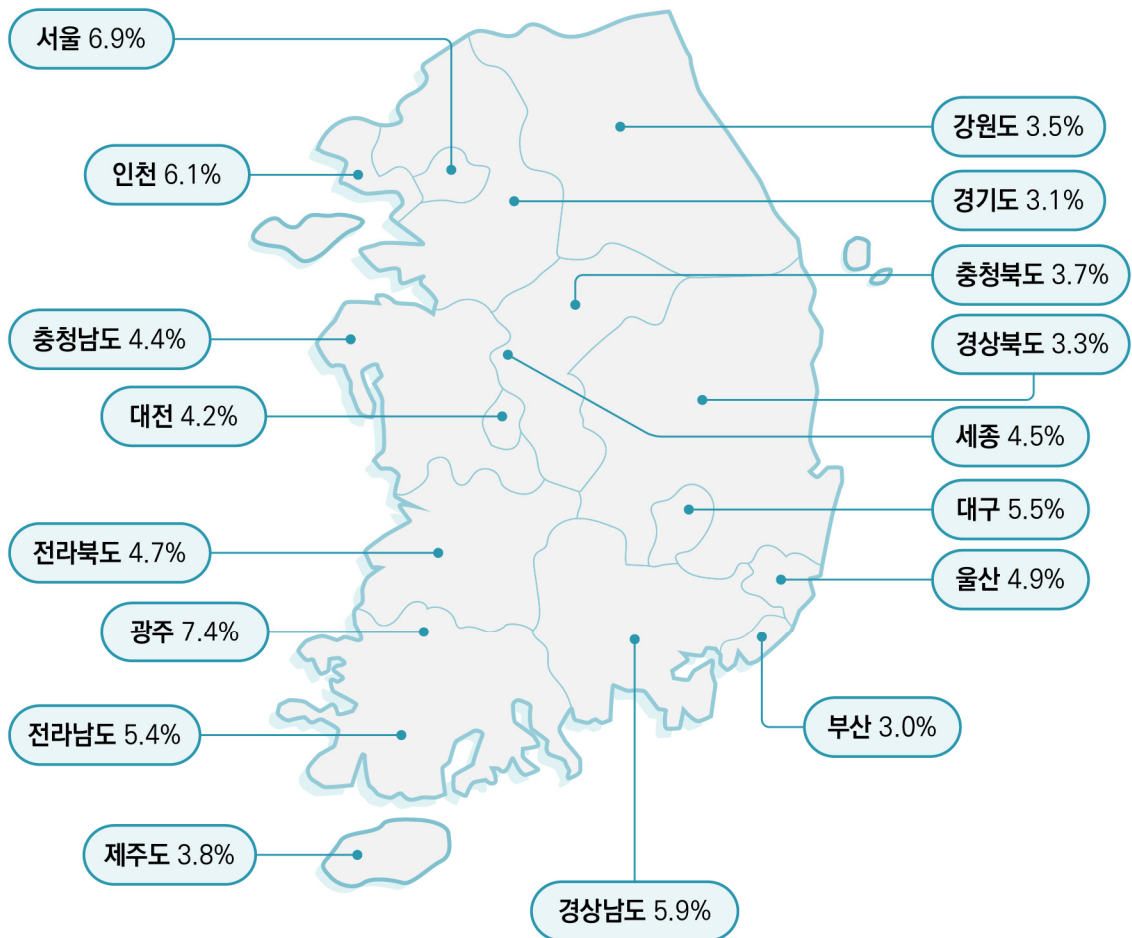 서울 6.9%
인천 6.1%
충청남도 4.4%
대전 4.2%
전라북도 4.7%
광주 7.4%
전라남도 5.4%
제주도 3.8%
강원도 3.5%
경기도 3.1%
충청북도 3.7%
경상북도 3.3%
세종 4.5%
대구 5.5%
울산 4.9%
부산 3.0%
경상남도 5.9%